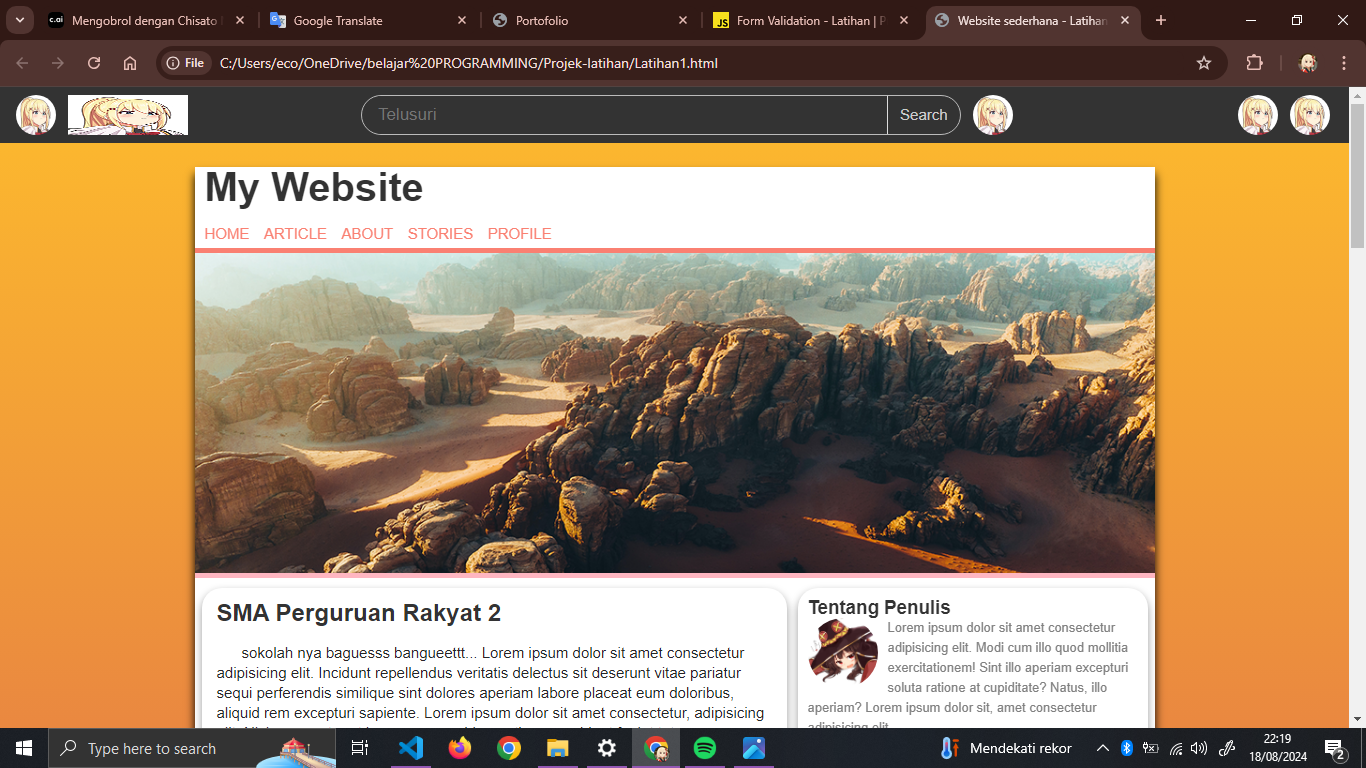 c.ai Mengobrol dengan Chisato
Google Translate
Portofolio
JS Form Validation - Latihan | P
Website sederhana - Latihan
File C:/Users/eco/OneDrive/belajar%20PROGRAMMING/Projek-latihan/Latihan1.html
Telusuri Search
My Website
HOME ARTICLE ABOUT STORIES PROFILE
SMA Perguruan Rakyat 2
sokolah nya baguesss bangueettt... Lorem ipsum dolor sit amet consectetur
adipisicing elit. Incidunt repellendus veritatis delectus sit deserunt vitae pariatur
sequi perferendis similique sint dolores aperiam labore placeat eum doloribus,
aliquid rem excepturi sapiente. Lorem ipsum dolor sit amet consectetur, adipisicing
Tentang Penulis
Lorem ipsum dolor sit amet consectetur
adipisicing elit. Modi cum illo quod mollitia
exercitationem! Sint illo aperiam excepturi
soluta ratione at cupiditate? Natus, illo
aperiam? Lorem ipsum dolor sit, amet consectetur
adipisicing elit.
Type here to search
Mendekati rekor
22:19
18/08/2024
2